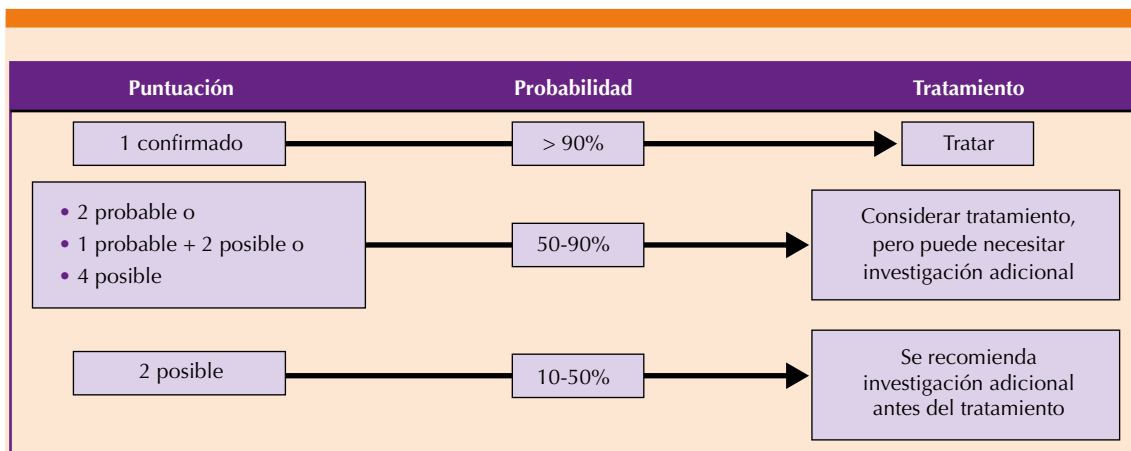 Puntuación Probabilidad Tratamiento
1 confirmado > 90% Tratar
• 2 probable o
• 1 probable + 2 posible o
• 4 posible
50-90%
Considerar tratamiento,
pero puede necesitar
investigación adicional
2 posible 10-50%
Se recomienda
investigación adicional
antes del tratamiento